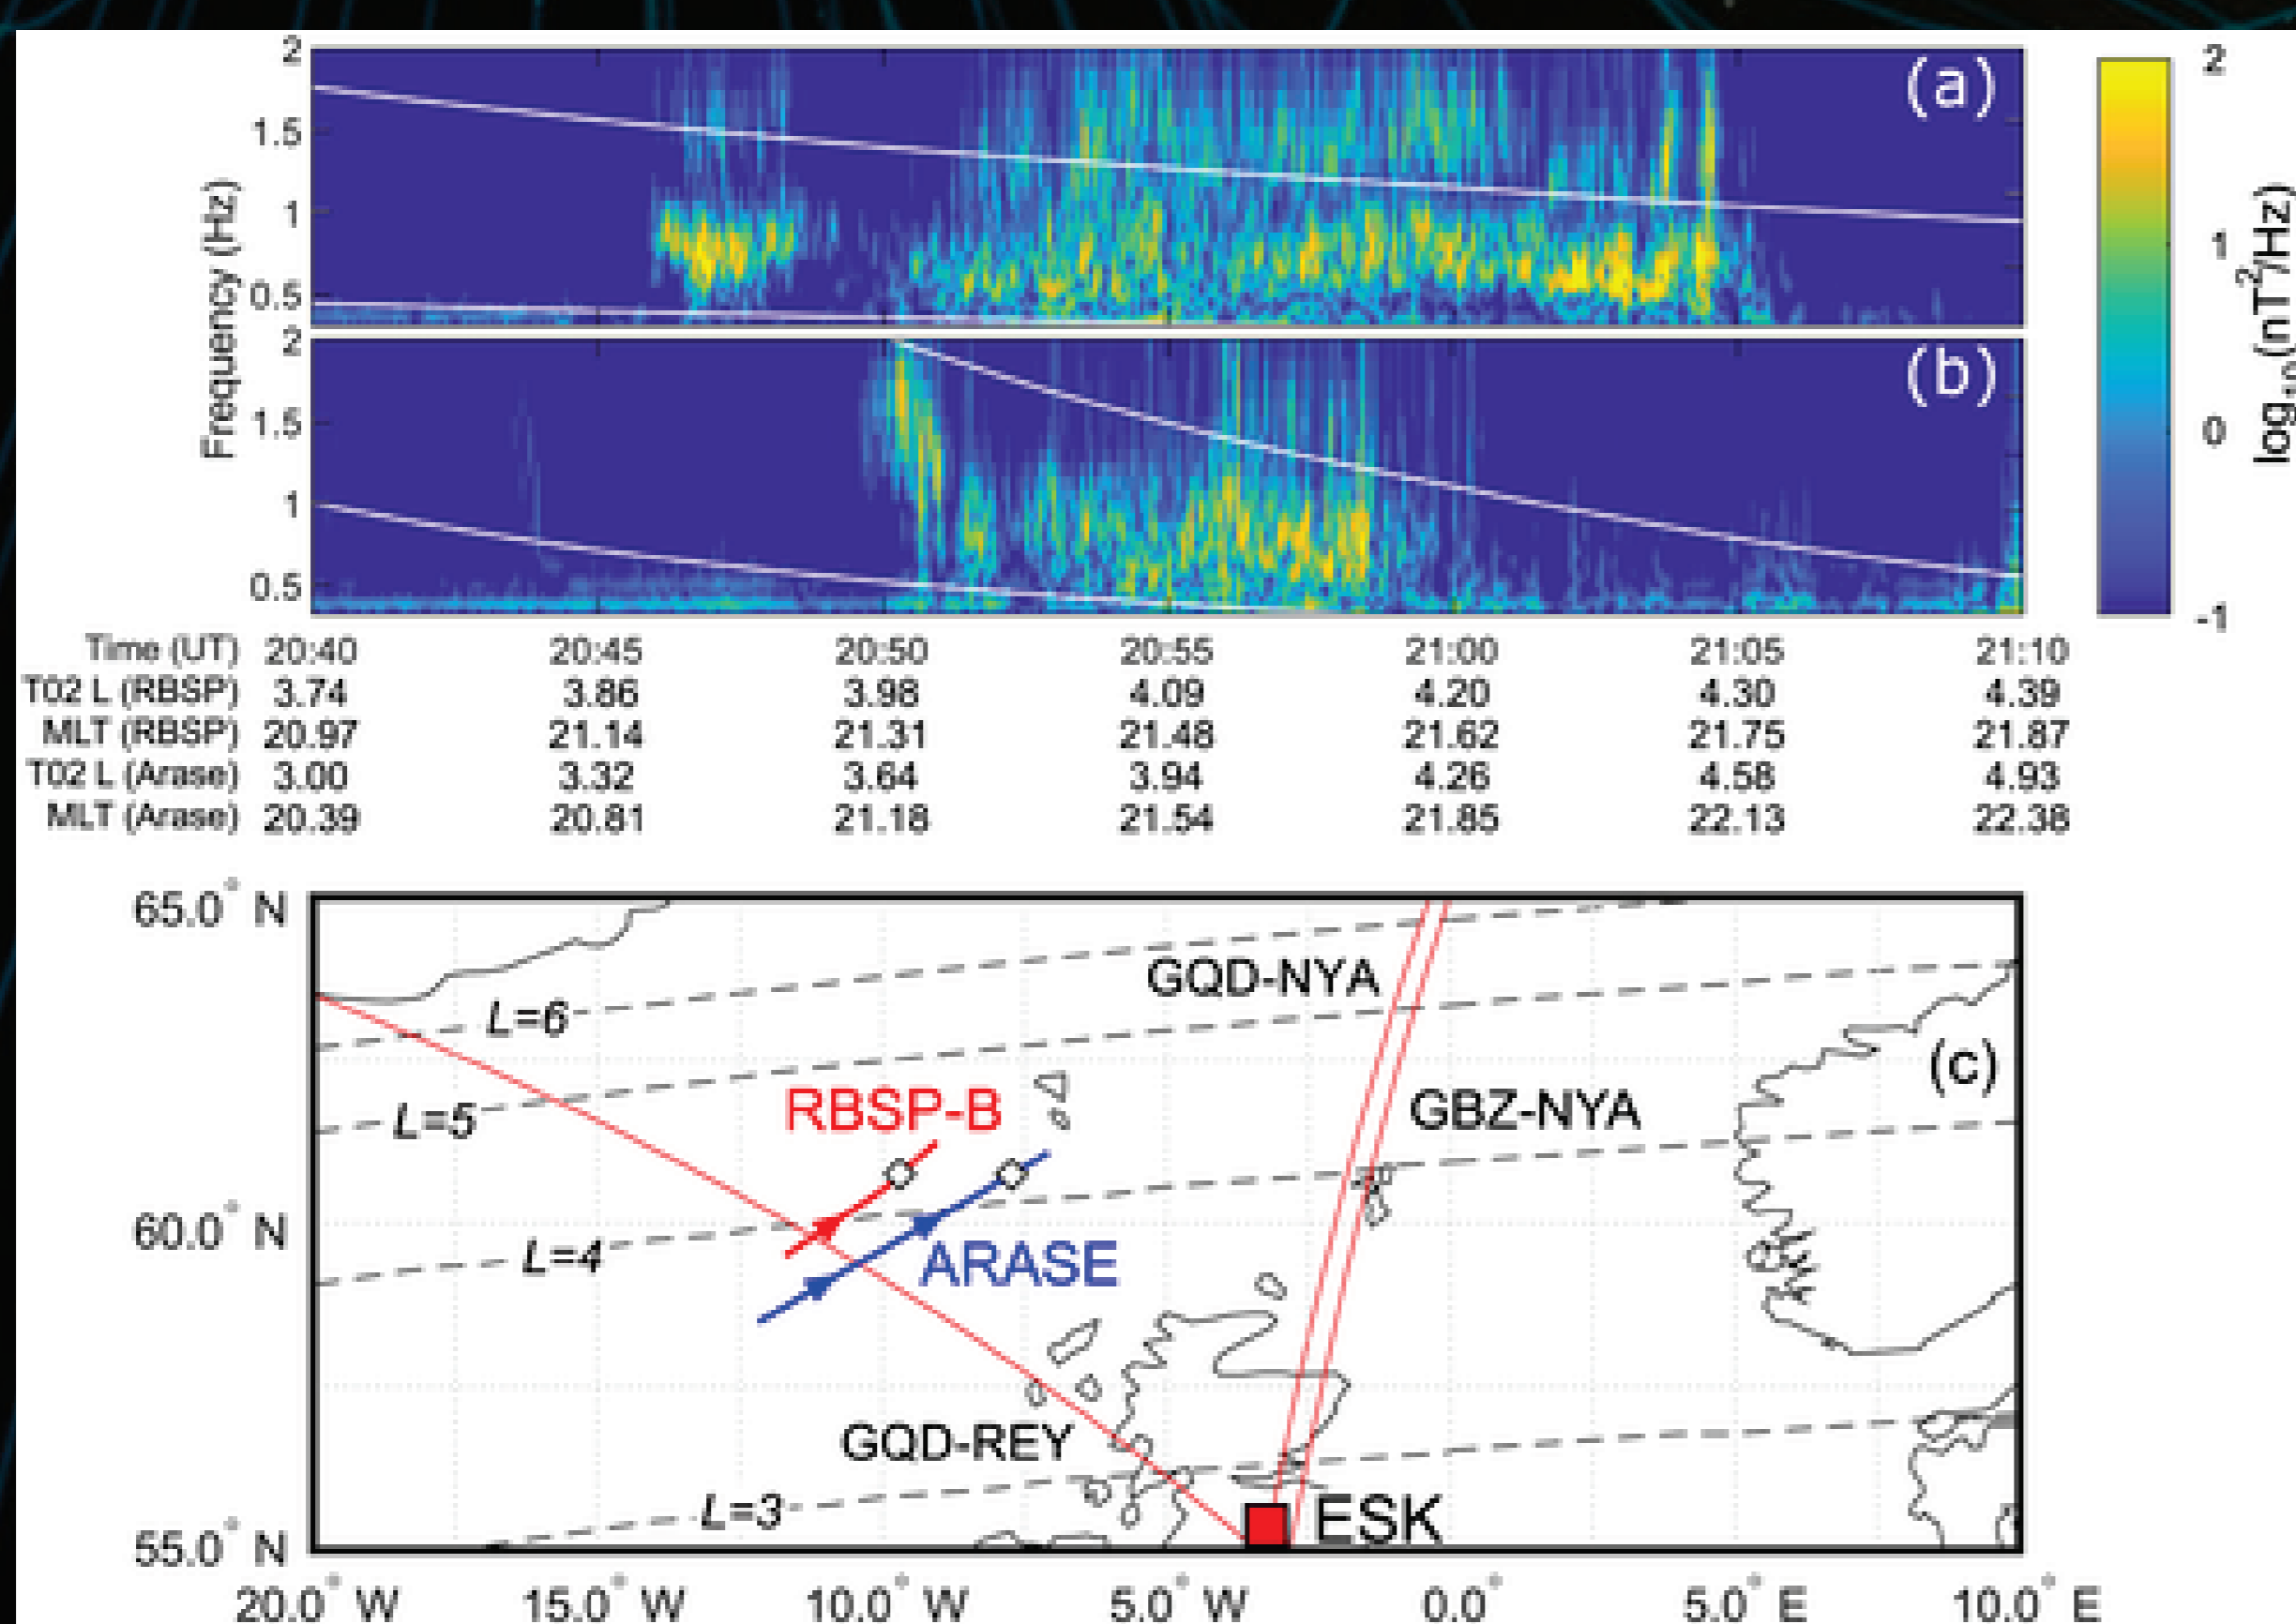 2
(a)
2
1.5
1
1
0.5
0
-1
Frequency (Hz)
log₁₀(nT²/Hz)
2
(b)
1.5
1
0.5
Frequency (Hz)
Time (UT) 20:40 20:45 20:50 20:55 21:00 21:05 21:10
T02 L (RBSP) 3.74 3.86 3.98 4.09 4.20 4.30 4.39
MLT (RBSP) 20.97 21.14 21.31 21.48 21.62 21.75 21.87
T02 L (Arase) 3.00 3.32 3.64 3.94 4.26 4.58 4.93
MLT (Arase) 20.39 20.81 21.18 21.54 21.85 22.13 22.38
65.0° N
GQD-NYA
L=6
(c)
RBSP-B
GBZ-NYA
L=5
60.0° N
L=4
ARASE
GQD-REY
L=3
ESK
55.0° N
20.0° W 15.0° W 10.0° W 5.0° W 0.0° 5.0° E 10.0° E